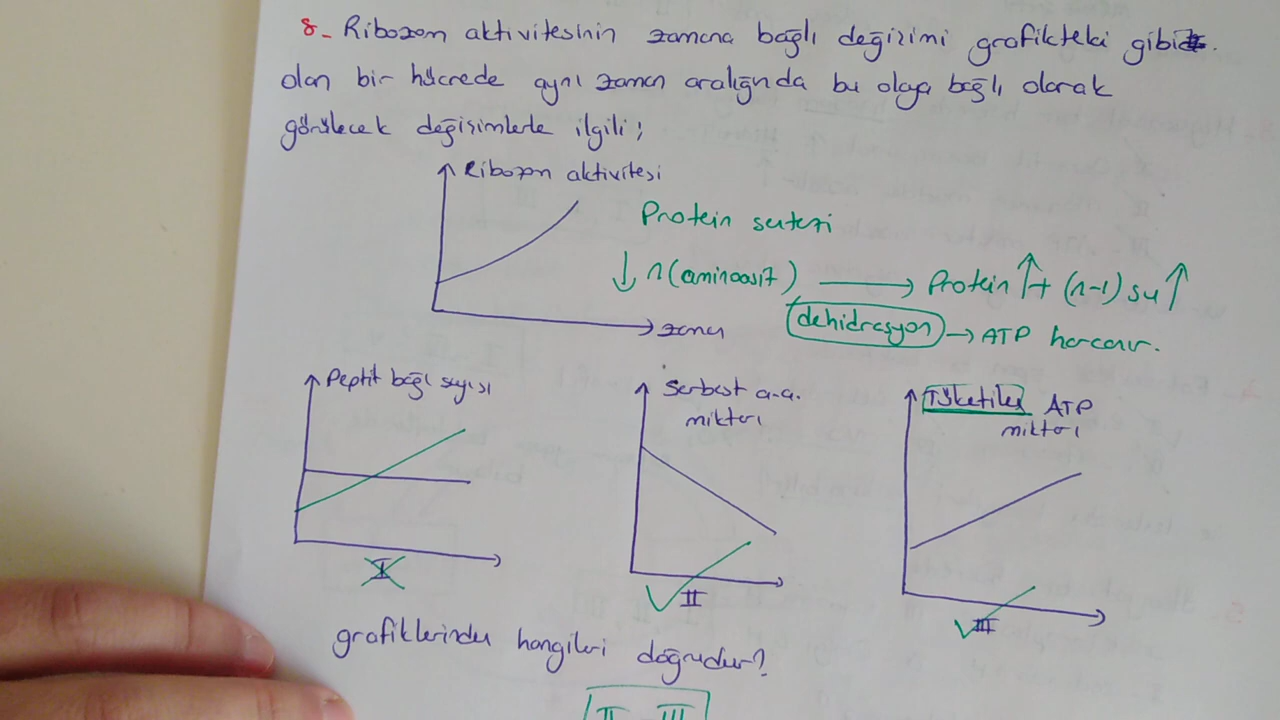 8- Ribozom aktivitesinin zamana bağlı değişimi grafikteki gibi
olan bir hücrede aynı zaman aralığında bu olaya bağlı olarak
görülecek değişimlerle ilgili;
Ribozom aktivitesi
zaman
Protein sentezi
↓ n(aminoasit) → Protein ↑ + (n-1) su ↑
dehidrasyon → ATP harcanır.
Peptit bağı sayısı
I
Serbest a.a.
miktarı
II
Tüketilen ATP
miktarı
III
grafiklerinden hangileri doğrudur?
II III